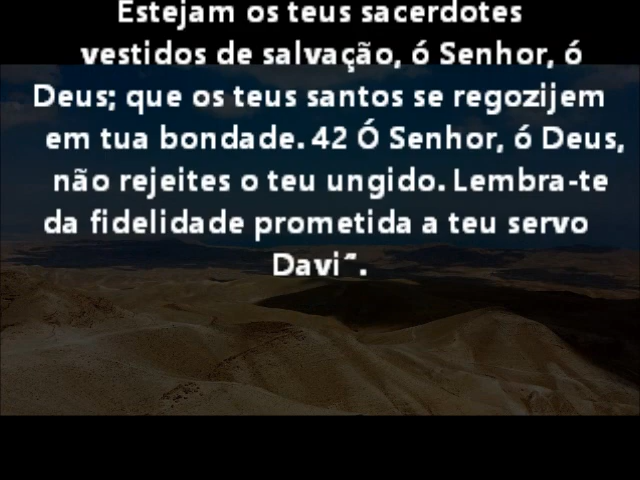 Estejam os teus sacerdotes
vestidos de salvação, ó Senhor, ó
Deus; que os teus santos se regozijem
em tua bondade. 42 Ó Senhor, ó Deus,
não rejeites o teu ungido. Lembra-te
da fidelidade prometida a teu servo
Davi˝.